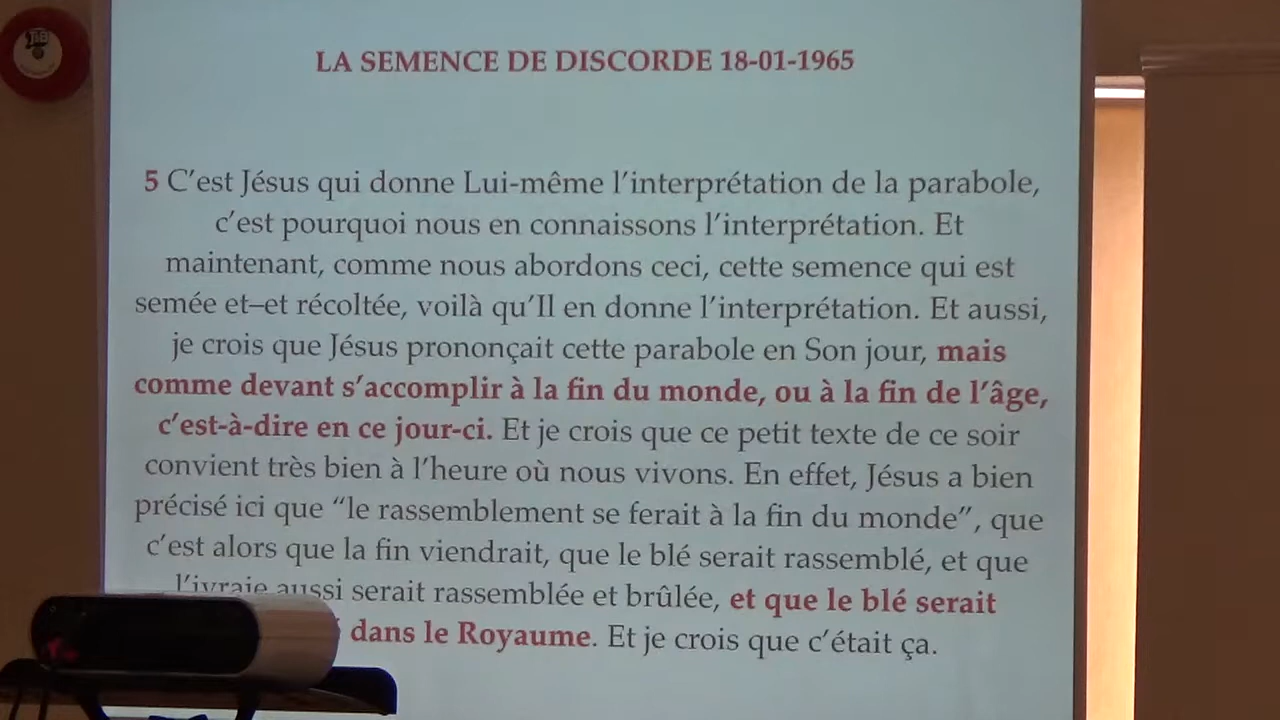 LA SEMENCE DE DISCORDE 18-01-1965
5 C’est Jésus qui donne Lui-même l’interprétation de la parabole,
c’est pourquoi nous en connaissons l’interprétation. Et
maintenant, comme nous abordons ceci, cette semence qui est
semée et–et récoltée, voilà qu’Il en donne l’interprétation. Et aussi,
je crois que Jésus prononçait cette parabole en Son jour, mais
comme devant s’accomplir à la fin du monde, ou à la fin de l’âge,
c’est-à-dire en ce jour-ci. Et je crois que ce petit texte de ce soir
convient très bien à l’heure où nous vivons. En effet, Jésus a bien
précisé ici que “le rassemblement se ferait à la fin du monde”, que
c’est alors que la fin viendrait, que le blé serait rassemblé, et que
l’ivraie aussi serait rassemblée et brûlée, et que le blé serait
dans le Royaume. Et je crois que c’était ça.